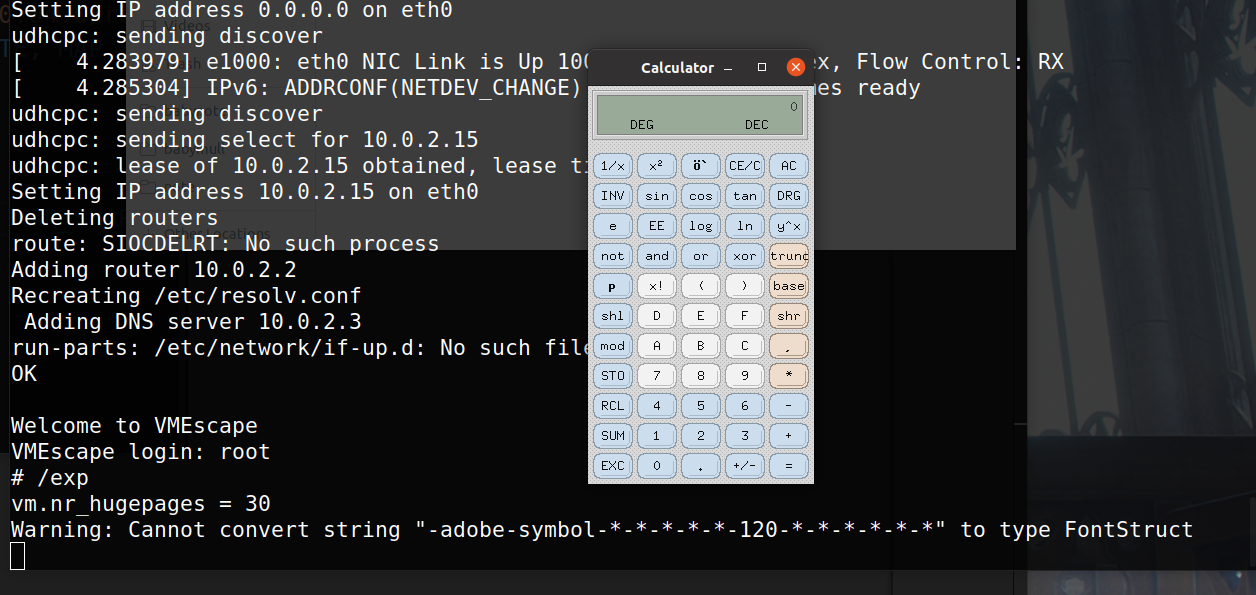 Setting IP address 0.0.0.0 on eth0
udhcpc: sending discover
[    4.283979] e1000: eth0 NIC Link is Up 100 x, Flow Control: RX
[    4.285304] IPv6: ADDRCONF(NETDEV_CHANGE) es ready
udhcpc: sending discover
udhcpc: sending select for 10.0.2.15
udhcpc: lease of 10.0.2.15 obtained, lease ti
Setting IP address 10.0.2.15 on eth0
Deleting routers
route: SIOCDELRT: No such process
Adding router 10.0.2.2
Recreating /etc/resolv.conf
 Adding DNS server 10.0.2.3
run-parts: /etc/network/if-up.d: No such file
OK
Welcome to VMEscape
VMEscape login: root
# /exp
vm.nr_hugepages = 30
Warning: Cannot convert string "-adobe-symbol-*-*-*-*-*-120-*-*-*-*-*-*" to type FontStruct
Videos
Other Locations
Calculator
0
DEG DEC
1/x x² ö` CE/C AC
INV sin cos tan DRG
e EE log ln y^x
not and or xor trunc
p x! ( ) base
shl D E F shr
mod A B C ,
STO 7 8 9 *
RCL 4 5 6 -
SUM 1 2 3 +
EXC 0 . +/- =